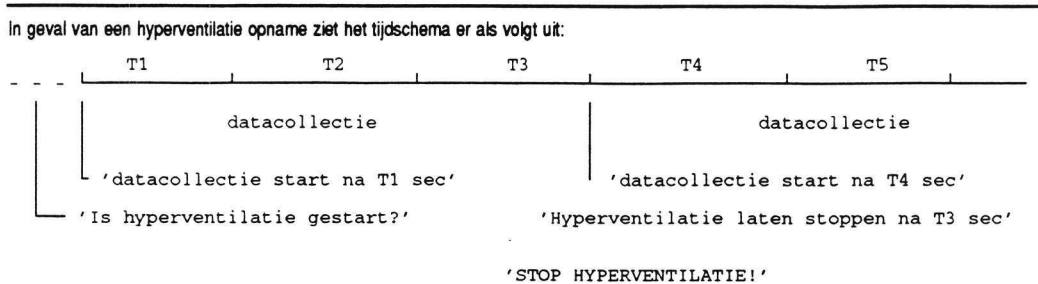 In geval van een hyperventilatie opname ziet het tijdschema er als volgt uit:
T1 T2 T3 T4 T5
datacollectie datacollectie
'datacollectie start na T1 sec' 'datacollectie start na T4 sec'
'Is hyperventilatie gestart?' 'Hyperventilatie laten stoppen na T3 sec'
'STOP HYPERVENTILATIE!'